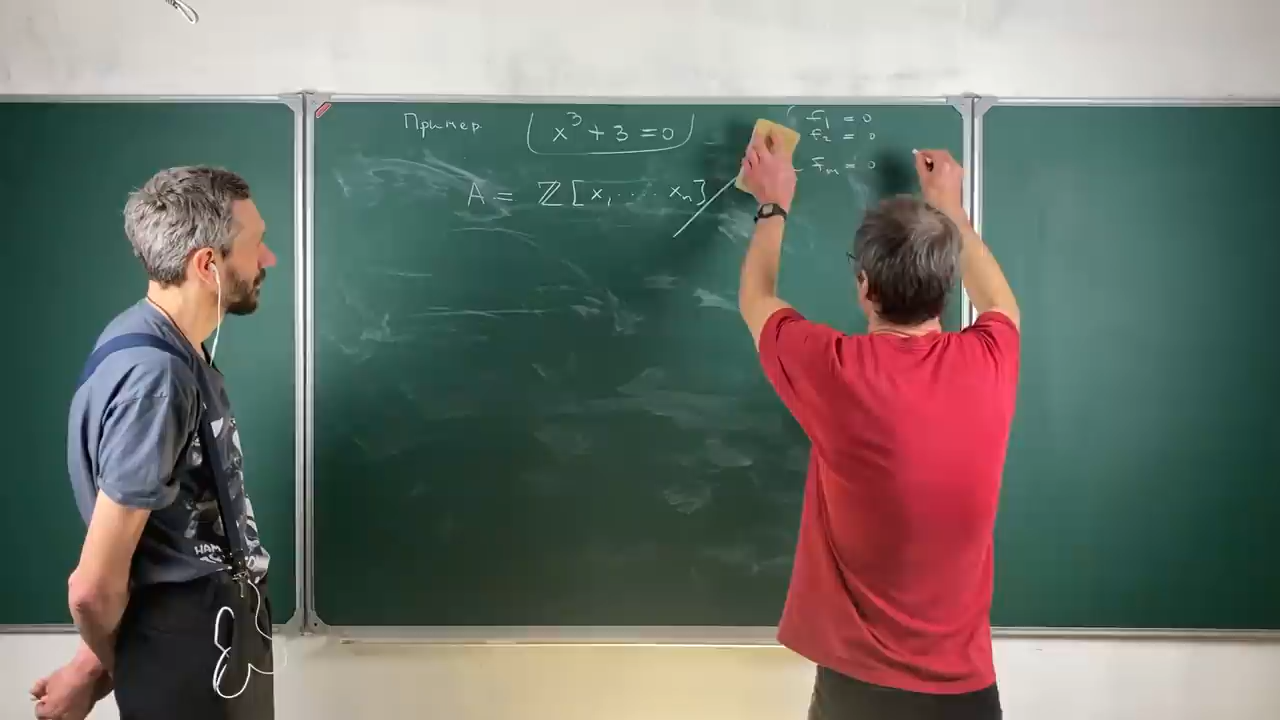 Пример x³ + 3 = 0
A = ℤ[x₁, ... xₙ] /
f₁ = 0
f₂ = 0
fₘ = 0